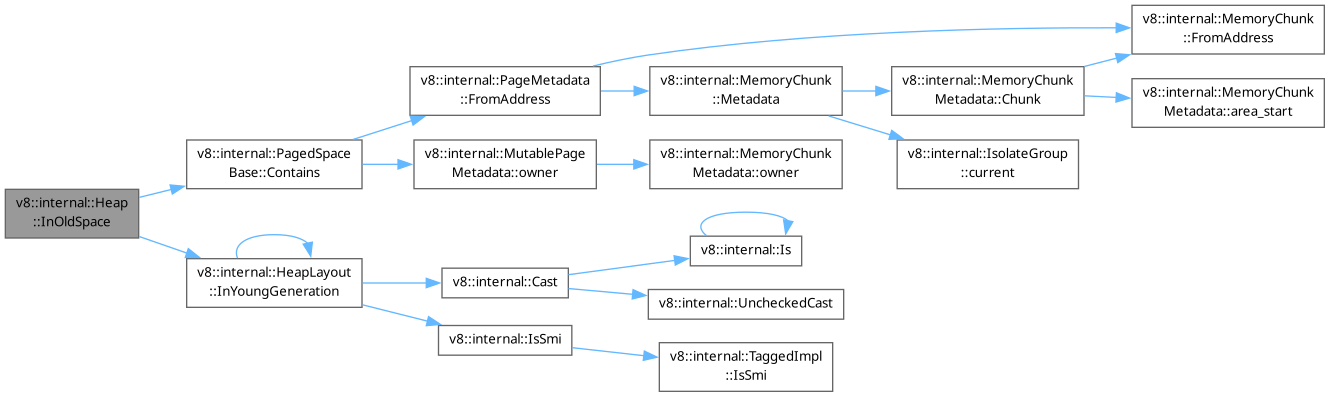 v8::internal::Heap
::InOldSpace
v8::internal::PagedSpace
Base::Contains
v8::internal::PageMetadata
::FromAddress
v8::internal::MemoryChunk
::FromAddress
v8::internal::MemoryChunk
::Metadata
v8::internal::MemoryChunk
Metadata::Chunk
v8::internal::MemoryChunk
Metadata::area_start
v8::internal::IsolateGroup
::current
v8::internal::MutablePage
Metadata::owner
v8::internal::MemoryChunk
Metadata::owner
v8::internal::HeapLayout
::InYoungGeneration
v8::internal::Cast
v8::internal::Is
v8::internal::UncheckedCast
v8::internal::IsSmi
v8::internal::TaggedImpl
::IsSmi